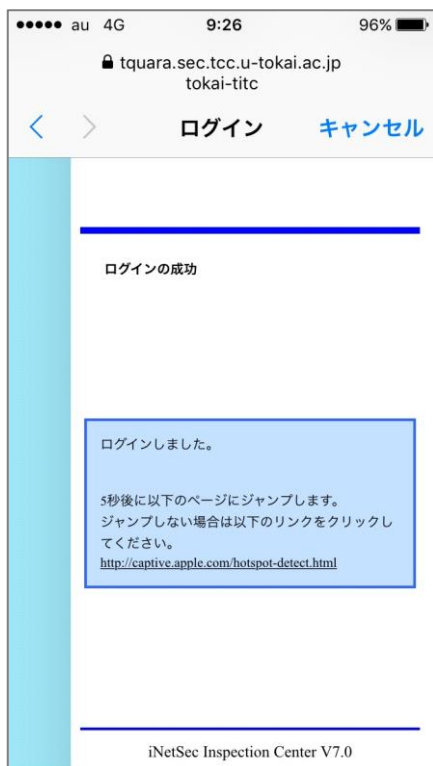 au 4G 9:26 96%
tquara.sec.tcc.u-tokai.ac.jp
tokai-titc
ログイン キャンセル
ログインの成功
ログインしました。
5秒後に以下のページにジャンプします。
ジャンプしない場合は以下のリンクをクリックし
てください。
http://captive.apple.com/hotspot-detect.html
iNetSec Inspection Center V7.0